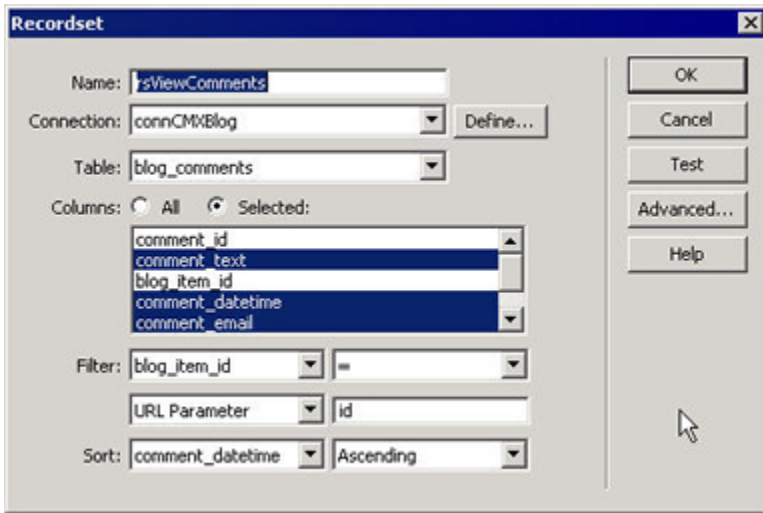 Recordset
Name: rsViewComments
Connection: connCMXBlog Define...
Table: blog_comments
Columns: All Selected:
comment_id
comment_text
blog_item_id
comment_datetime
comment_email
Filter: blog_item_id =
URL Parameter id
Sort: comment_datetime Ascending
OK
Cancel
Test
Advanced...
Help